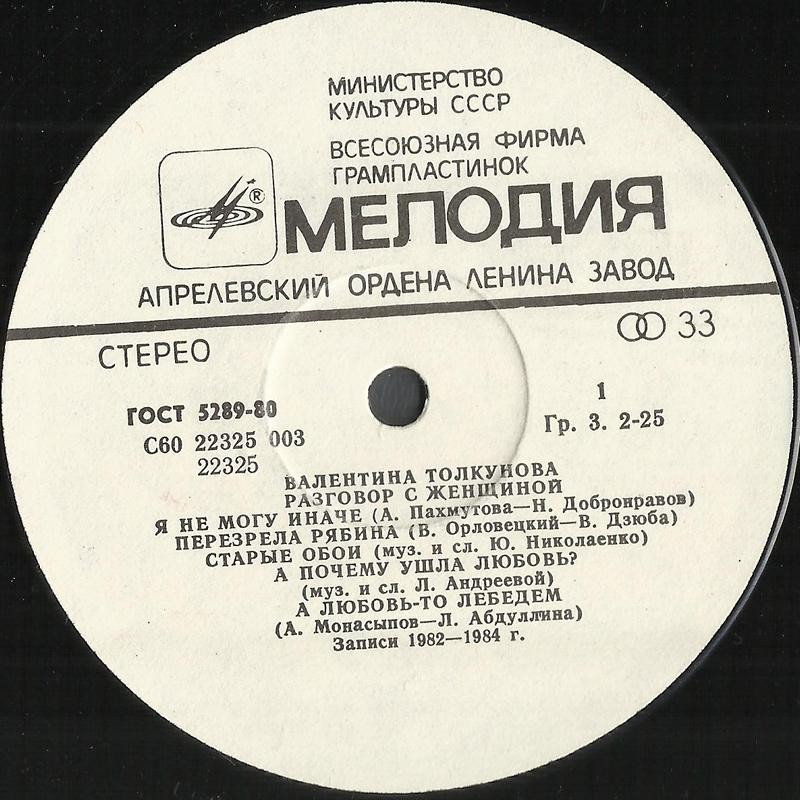 МИНИСТЕРСТВО
КУЛЬТУРЫ СССР
ВСЕСОЮЗНАЯ ФИРМА
ГРАМПЛАСТИНОК
®
МЕЛОДИЯ
АПРЕЛЕВСКИЙ ОРДЕНА ЛЕНИНА ЗАВОД
СТЕРЕО
33
ГОСТ 5289-80
1
С60 22325 003
Гр. 3. 2-25
22325
ВАЛЕНТИНА ТОЛКУНОВА
РАЗГОВОР С ЖЕНЩИНОЙ
Я НЕ МОГУ ИНАЧЕ (А. Пахмутова—Н. Добронравов)
ПЕРЕЗРЕЛА РЯБИНА (В. Орловецкий—В. Дзюба)
СТАРЫЕ ОБОИ (муз. и сл. Ю. Николаенко)
А ПОЧЕМУ УШЛА ЛЮБОВЬ?
(муз. и сл. Л. Андреевой)
А ЛЮБОВЬ-ТО ЛЕБЕДЕМ
(А. Монасыпов—Л. Абдуллина)
Записи 1982—1984 г.